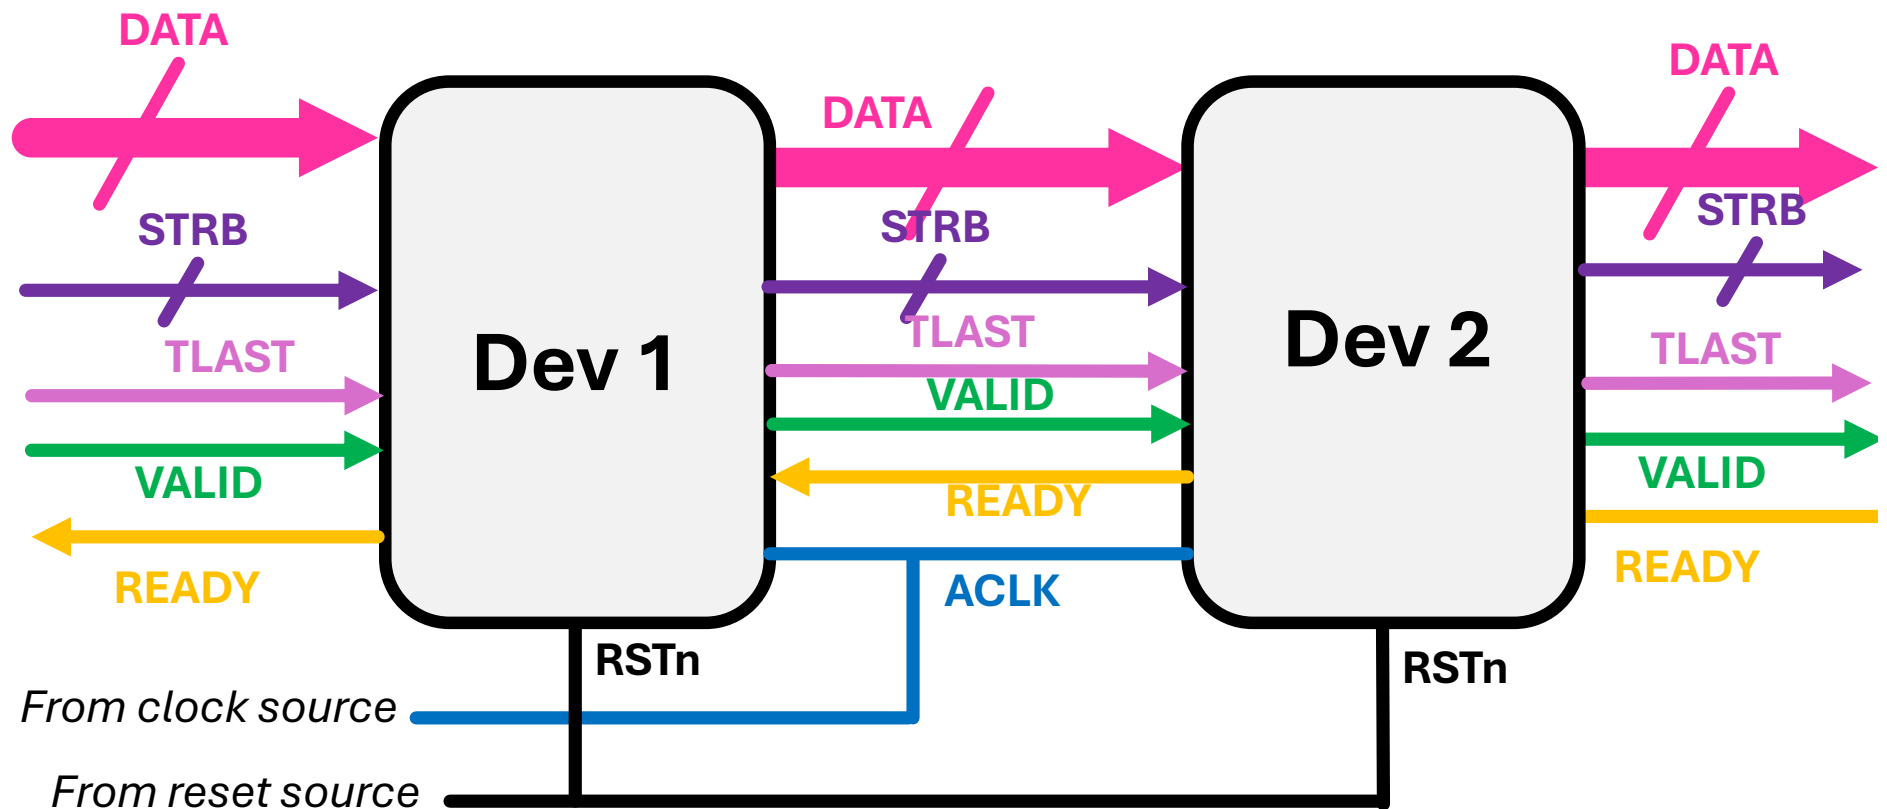 DATA
DATA
DATA
STRB
STRB
STRB
TLAST
TLAST
TLAST
Dev 1
Dev 2
VALID
VALID
VALID
READY
READY
READY
ACLK
RSTn
RSTn
From clock source
From reset source